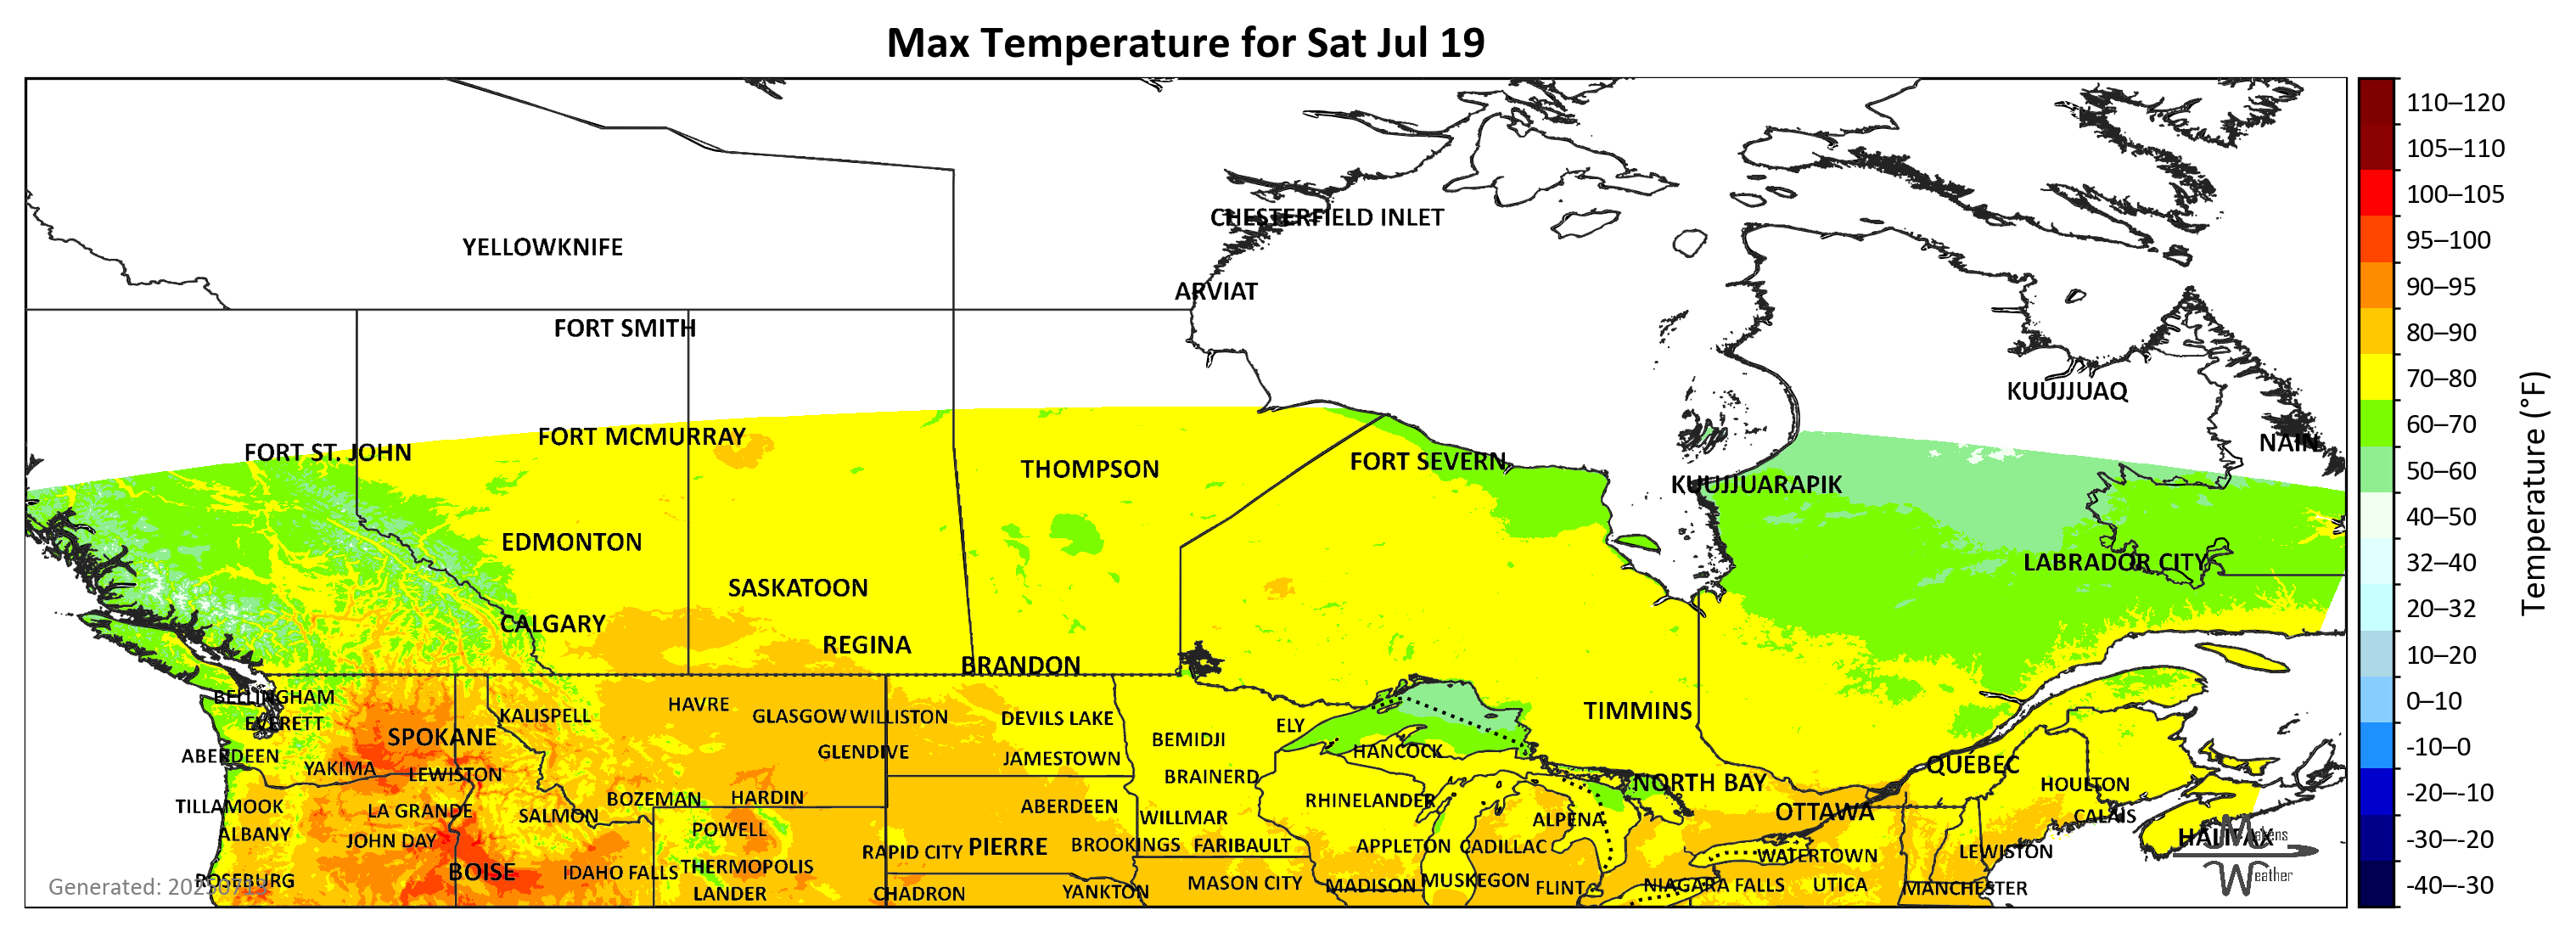 Max Temperature for Sat Jul 19
110–120
105–110
CHESTERFIELD INLET
100–105
YELLOWKNIFE
95–100
ARVIAT
90–95
FORT SMITH
80–90
KUUJJUAQ
70–80
FORT MCMURRAY
60–70
FORT ST. JOHN
NAIN
THOMPSON
FORT SEVERN
50–60
KUUJJUARAPIK
40–50
EDMONTON
LABRADOR CITY
32–40
SASKATOON
20–32
CALGARY
REGINA
BRANDON
10–20
BELLINGHAM
HAVRE
0–10
KALISPELL
GLASGOW
WILLISTON
DEVILS LAKE
TIMMINS
EVERETT
ELY
SPOKANE
BEMIDJI
-10–0
ABERDEEN
GLENDIVE
JAMESTOWN
HANCOCK
YAKIMA
LEWISTON
BRAINERD
QUÉBEC
NORTH BAY
HOULTON
-20–-10
TILLAMOOK
LA GRANDE
SALMON
BOZEMAN
HARDIN
ABERDEEN
RHINELANDER
OTTAWA
CALAIS
ALBANY
JOHN DAY
POWELL
WILLMAR
ALPENA
HALIFAX
Makens
Weather
-30–-20
RAPID CITY
PIERRE
BROOKINGS
FARIBAULT
APPLETON
CADILLAC
WATERTOWN
LEWISTON
BOISE
IDAHO FALLS
THERMOPOLIS
ROSEBURG
LANDER
CHADRON
YANKTON
MASON CITY
MADISON
MUSKEGON
FLINT
NIAGARA FALLS
UTICA
MANCHESTER
-40–-30
Temperature (°F)